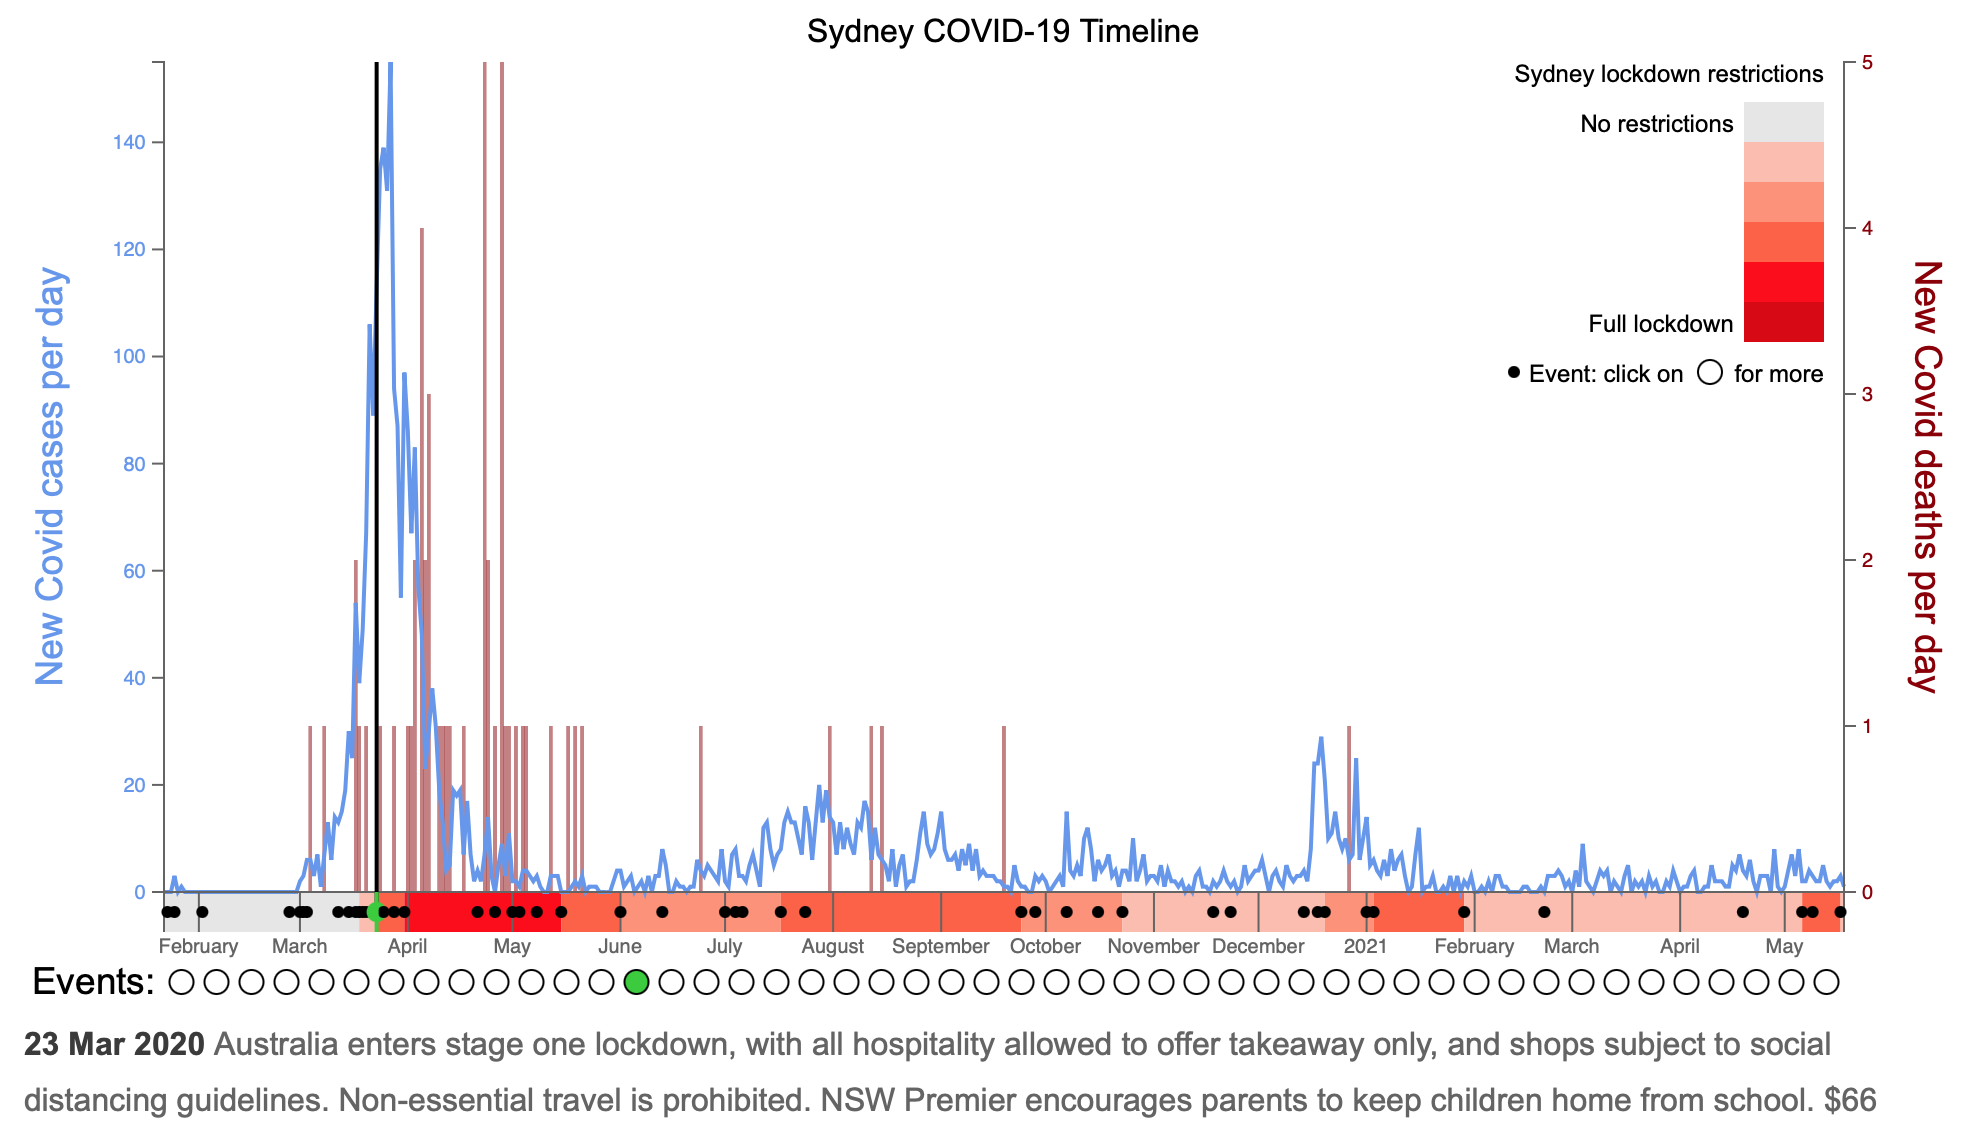 Sydney COVID-19 Timeline
New Covid cases per day
140
120
100
80
60
40
20
0
Sydney lockdown restrictions
No restrictions
Full lockdown
Event: click on for more
5
4
3
2
1
0
New Covid deaths per day
February March April May June July August September October November December 2021 February March April May
Events:
23 Mar 2020 Australia enters stage one lockdown, with all hospitality allowed to offer takeaway only, and shops subject to social
distancing guidelines. Non-essential travel is prohibited. NSW Premier encourages parents to keep children home from school. $66